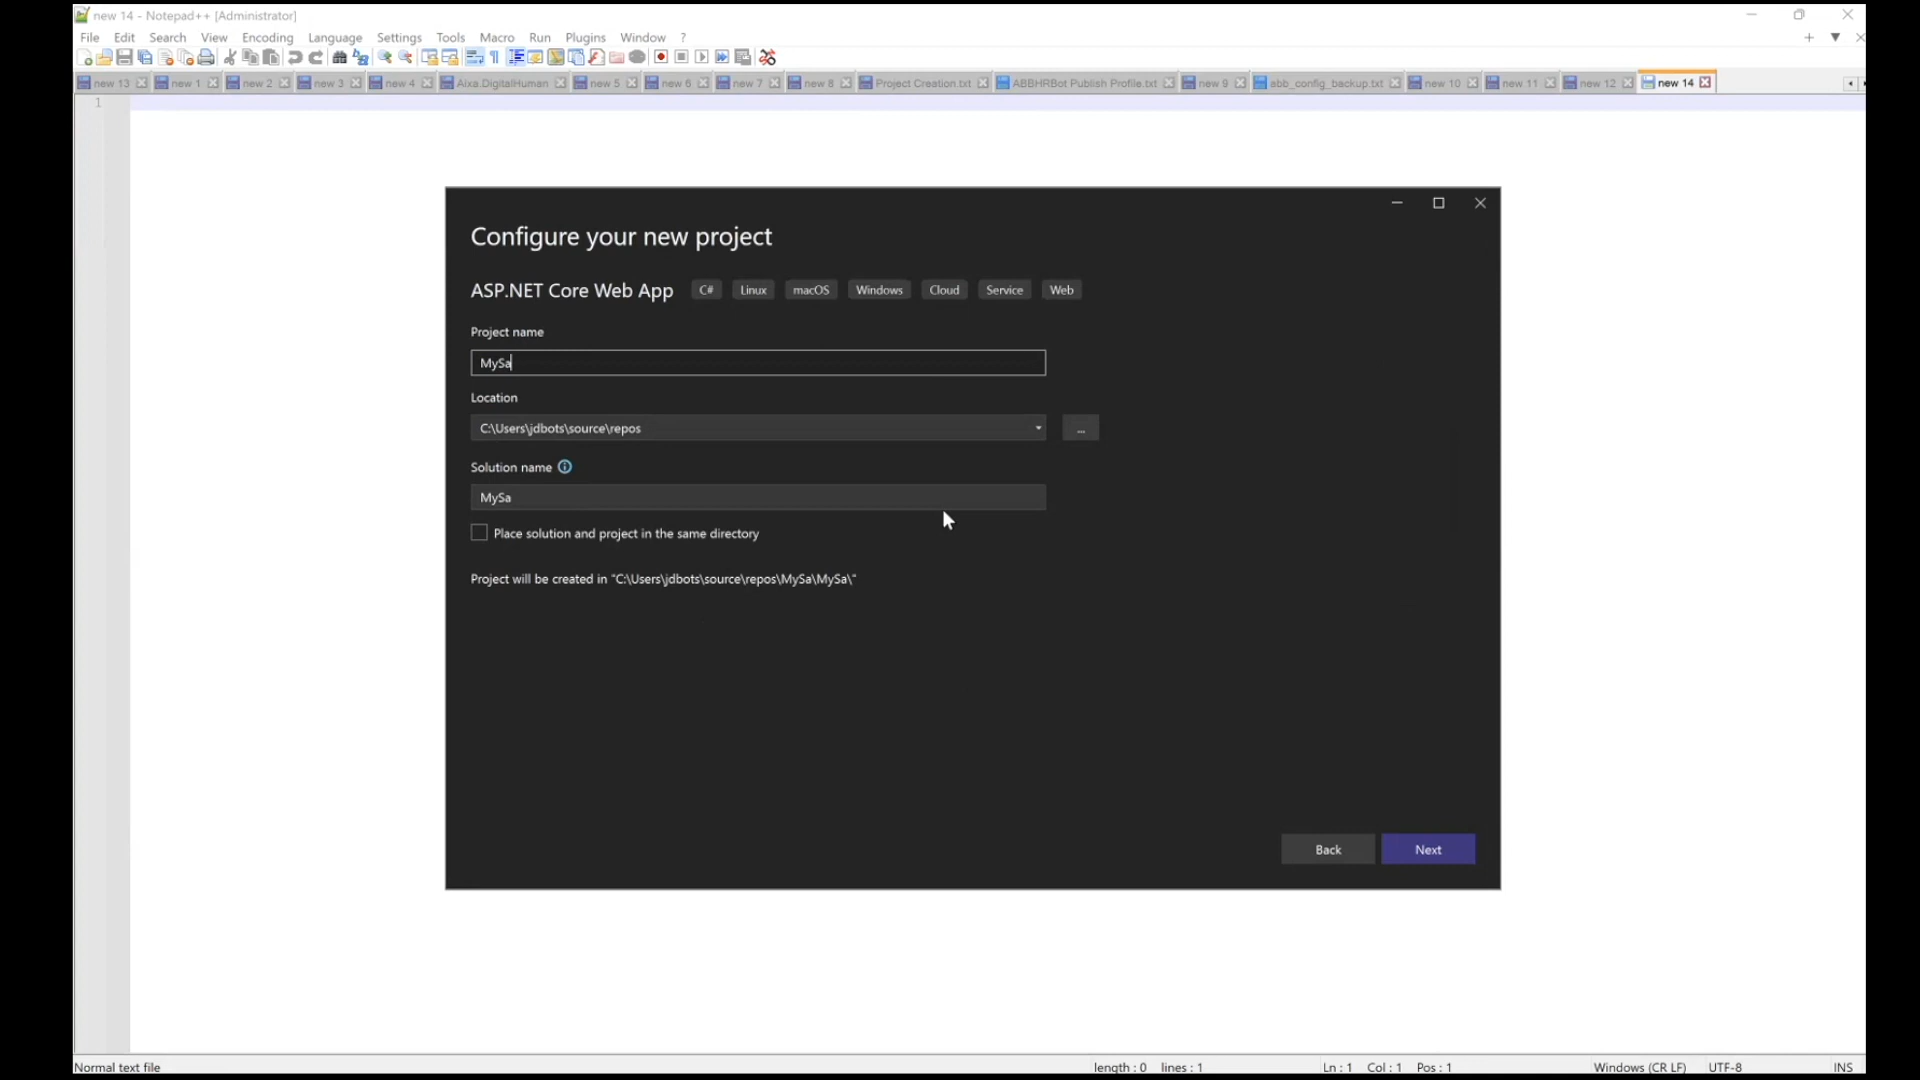 new 14 - Notepad++ [Administrator]
File Edit Search View Encoding Language Settings Tools Macro Run Plugins Window ?
new 13 new 1 new 2 new 3 new 4 Aixa.DigitalHuman new 5 new 6 new 7 new 8 Project Creation.txt ABBHRBot Publish Profile.txt new 9 abb_config_backup.txt new 10 new 11 new 12 new 14
1
Configure your new project
ASP.NET Core Web App C# Linux macOS Windows Cloud Service Web
Project name
MySa
Location
C:\Users\jdbots\source\repos ...
Solution name
MySa
Place solution and project in the same directory
Project will be created in "C:\Users\jdbots\source\repos\MySa\MySa\"
Back Next
Normal text file length : 0 lines : 1 Ln : 1 Col : 1 Pos : 1 Windows (CR LF) UTF-8 INS